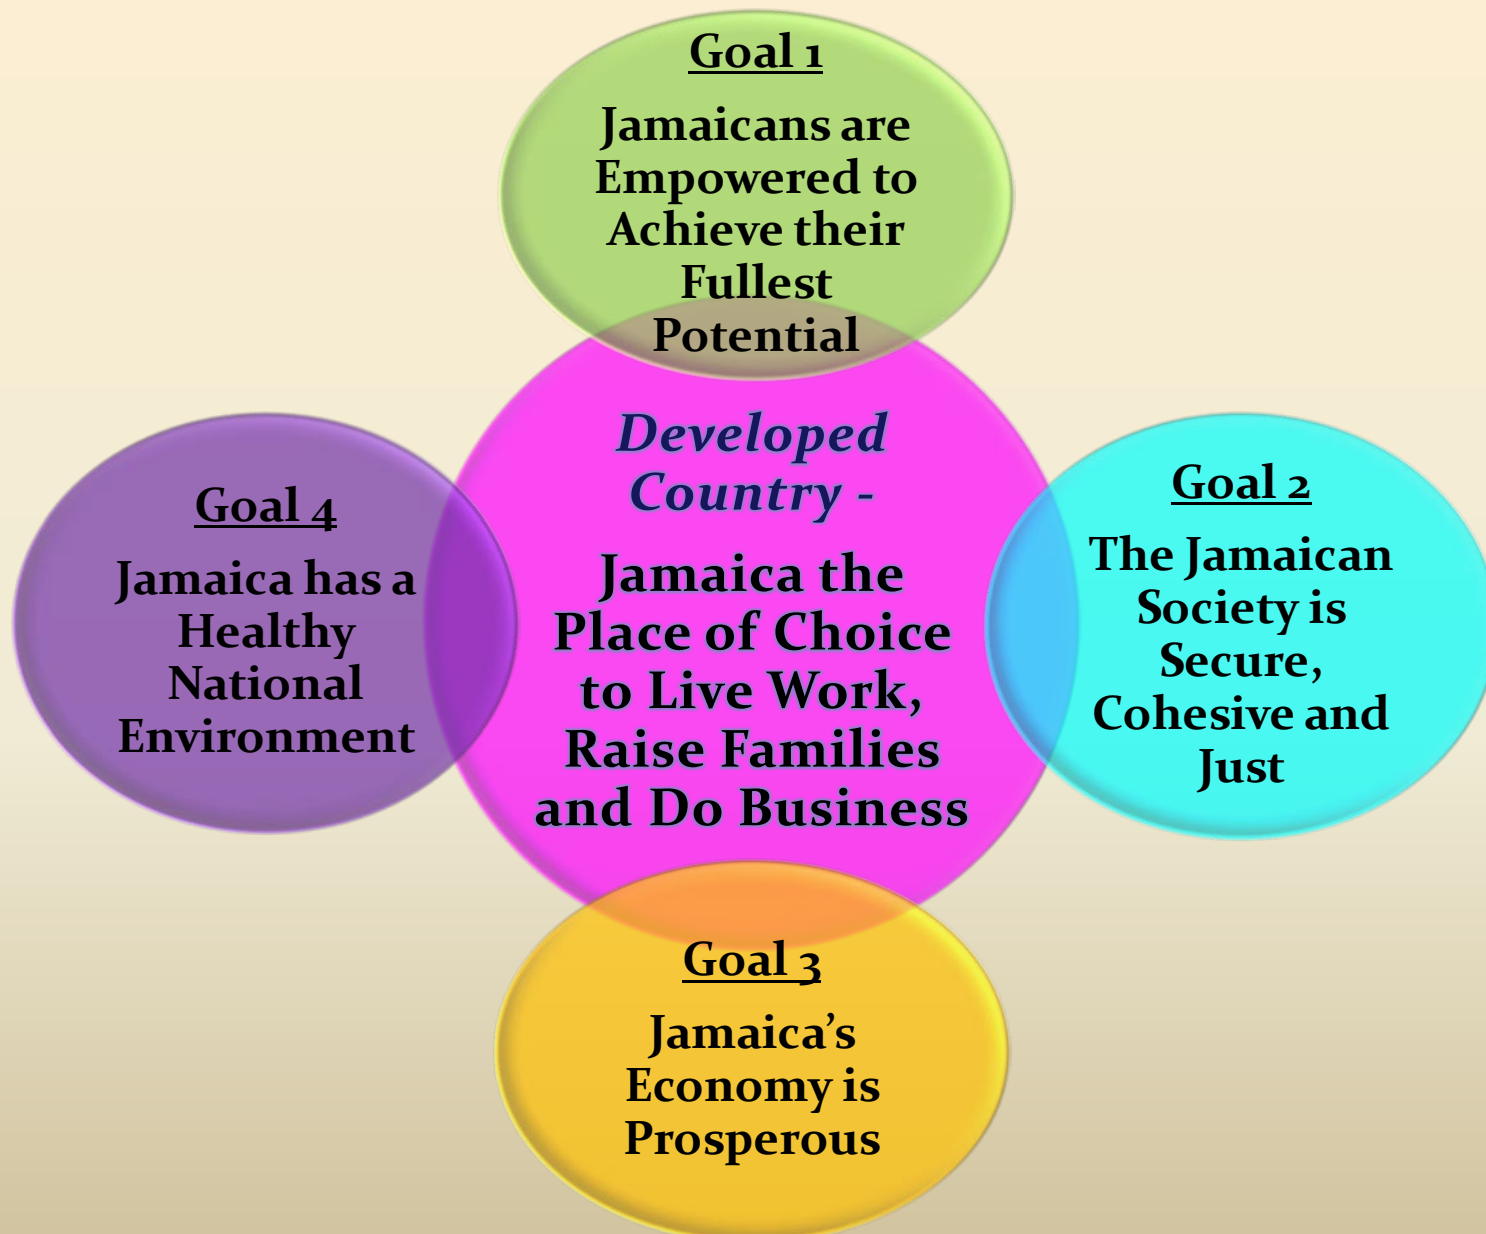 Goal 1
Jamaicans are
Empowered to
Achieve their
Fullest
Potential
Developed
Country -
Jamaica the
Place of Choice
to Live Work,
Raise Families
and Do Business
Goal 2
The Jamaican
Society is
Secure,
Cohesive and
Just
Goal 3
Jamaica’s
Economy is
Prosperous
Goal 4
Jamaica has a
Healthy
National
Environment